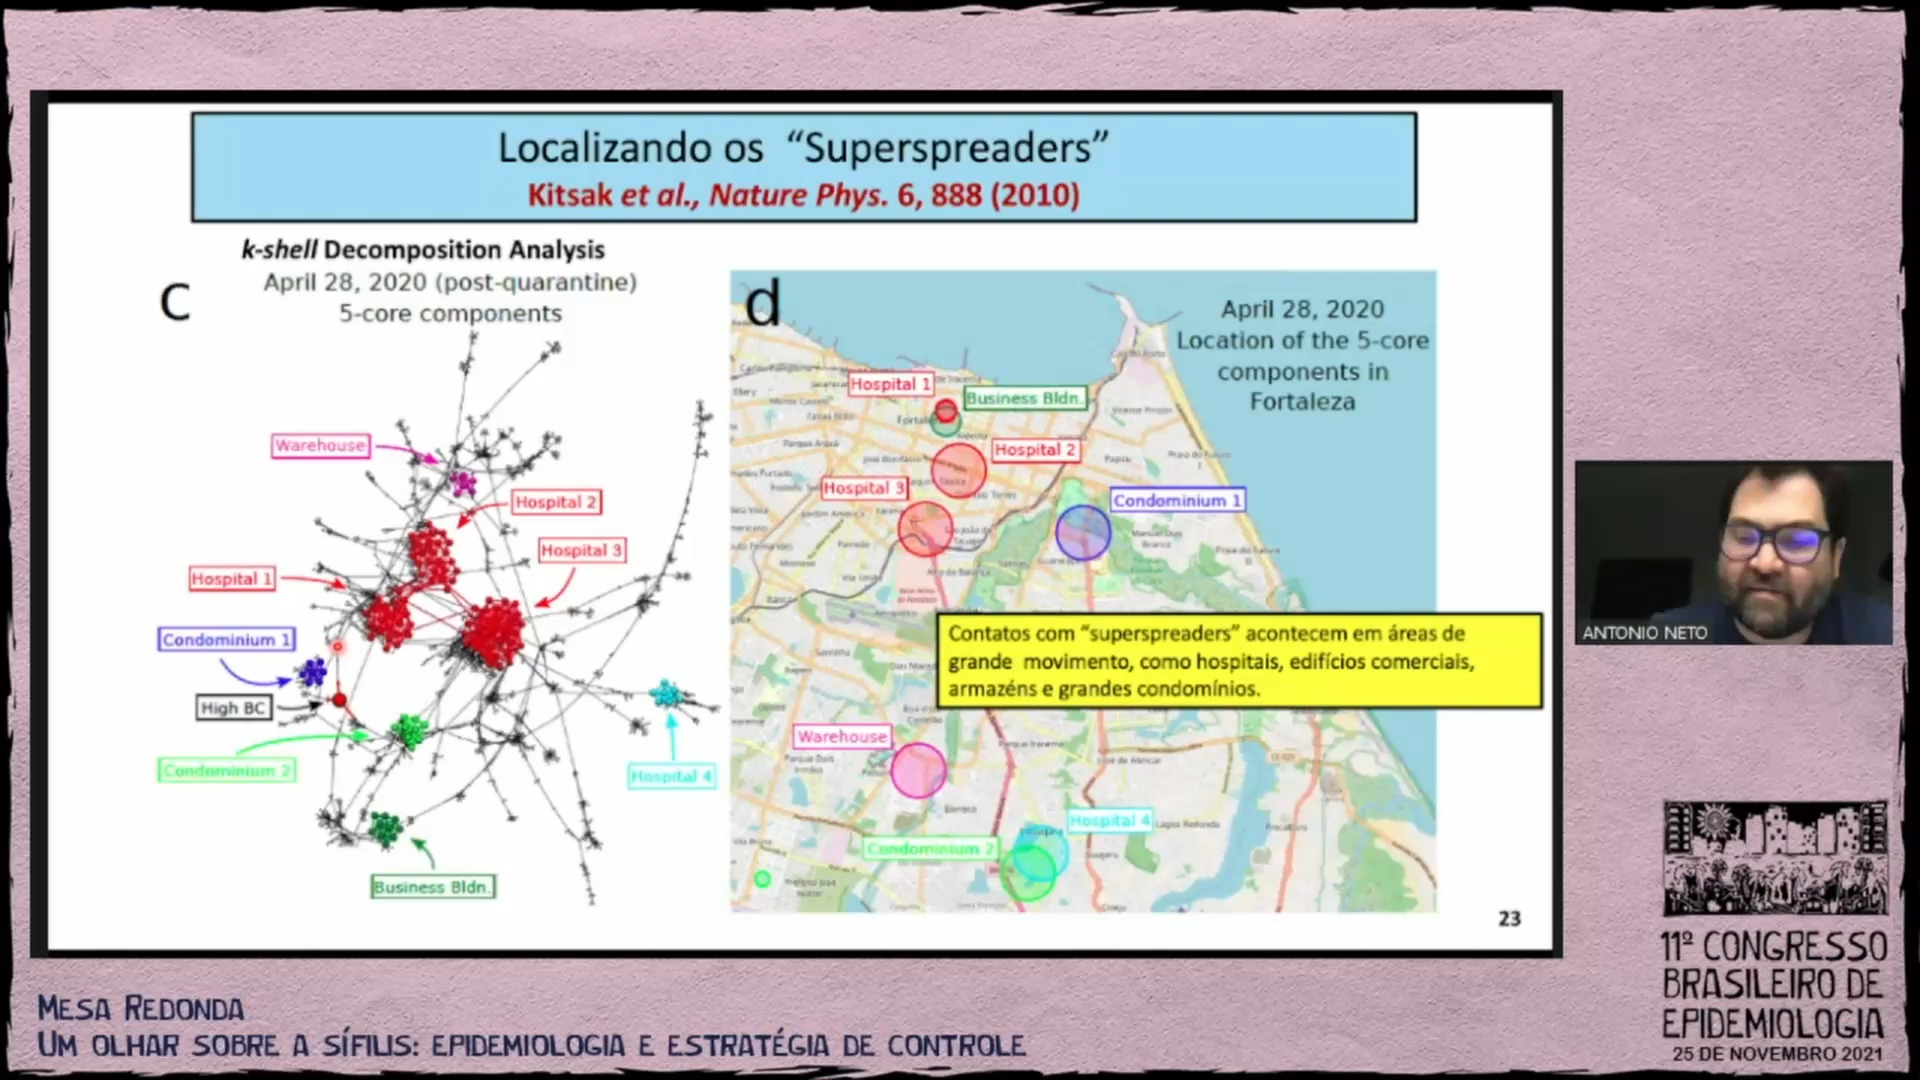 Localizando os “Superspreaders”
Kitsak et al., Nature Phys. 6, 888 (2010)
k-shell Decomposition Analysis
April 28, 2020 (post-quarantine)
5-core components
C
Warehouse
Hospital 2
Hospital 3
Hospital 1
Condominium 1
High BC
Condominium 2
Hospital 4
Business Bldn.
d
April 28, 2020
Location of the 5-core
components in
Fortaleza
Hospital 1
Business Bldn.
Hospital 2
Hospital 3
Condominium 1
Contatos com “superspreaders” acontecem em áreas de
grande movimento, como hospitais, edifícios comerciais,
armazéns e grandes condomínios.
Warehouse
Hospital 4
Condominium 2
Lagoa Redonda
23
ANTONIO NETO
11º CONGRESSO
BRASILEIRO DE
EPIDEMIOLOGIA
25 DE NOVEMBRO 2021
MESA REDONDA
UM OLHAR SOBRE A SÍFILIS: EPIDEMIOLOGIA E ESTRATÉGIA DE CONTROLE